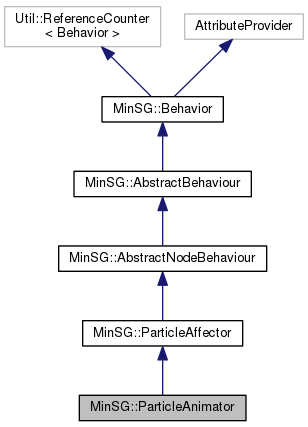 Util::ReferenceCounter
< Behavior >
AttributeProvider
MinSG::Behavior
MinSG::AbstractBehaviour
MinSG::AbstractNodeBehaviour
MinSG::ParticleAffector
MinSG::ParticleAnimator